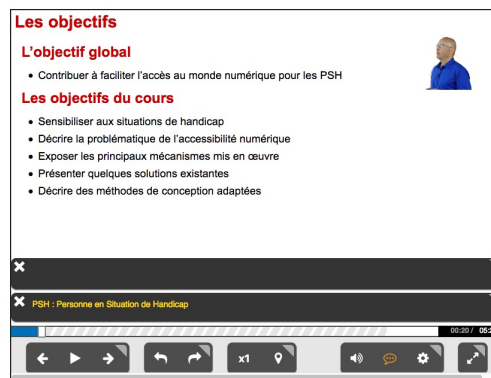 Les objectifs
L'objectif global
• Contribuer à faciliter l'accès au monde numérique pour les PSH
Les objectifs du cours
• Sensibiliser aux situations de handicap
• Décrire la problématique de l'accessibilité numérique
• Exposer les principaux mécanismes mis en œuvre
• Présenter quelques solutions existantes
• Décrire des méthodes de conception adaptées
PSH : Personne en Situation de Handicap
00:20 /
x1